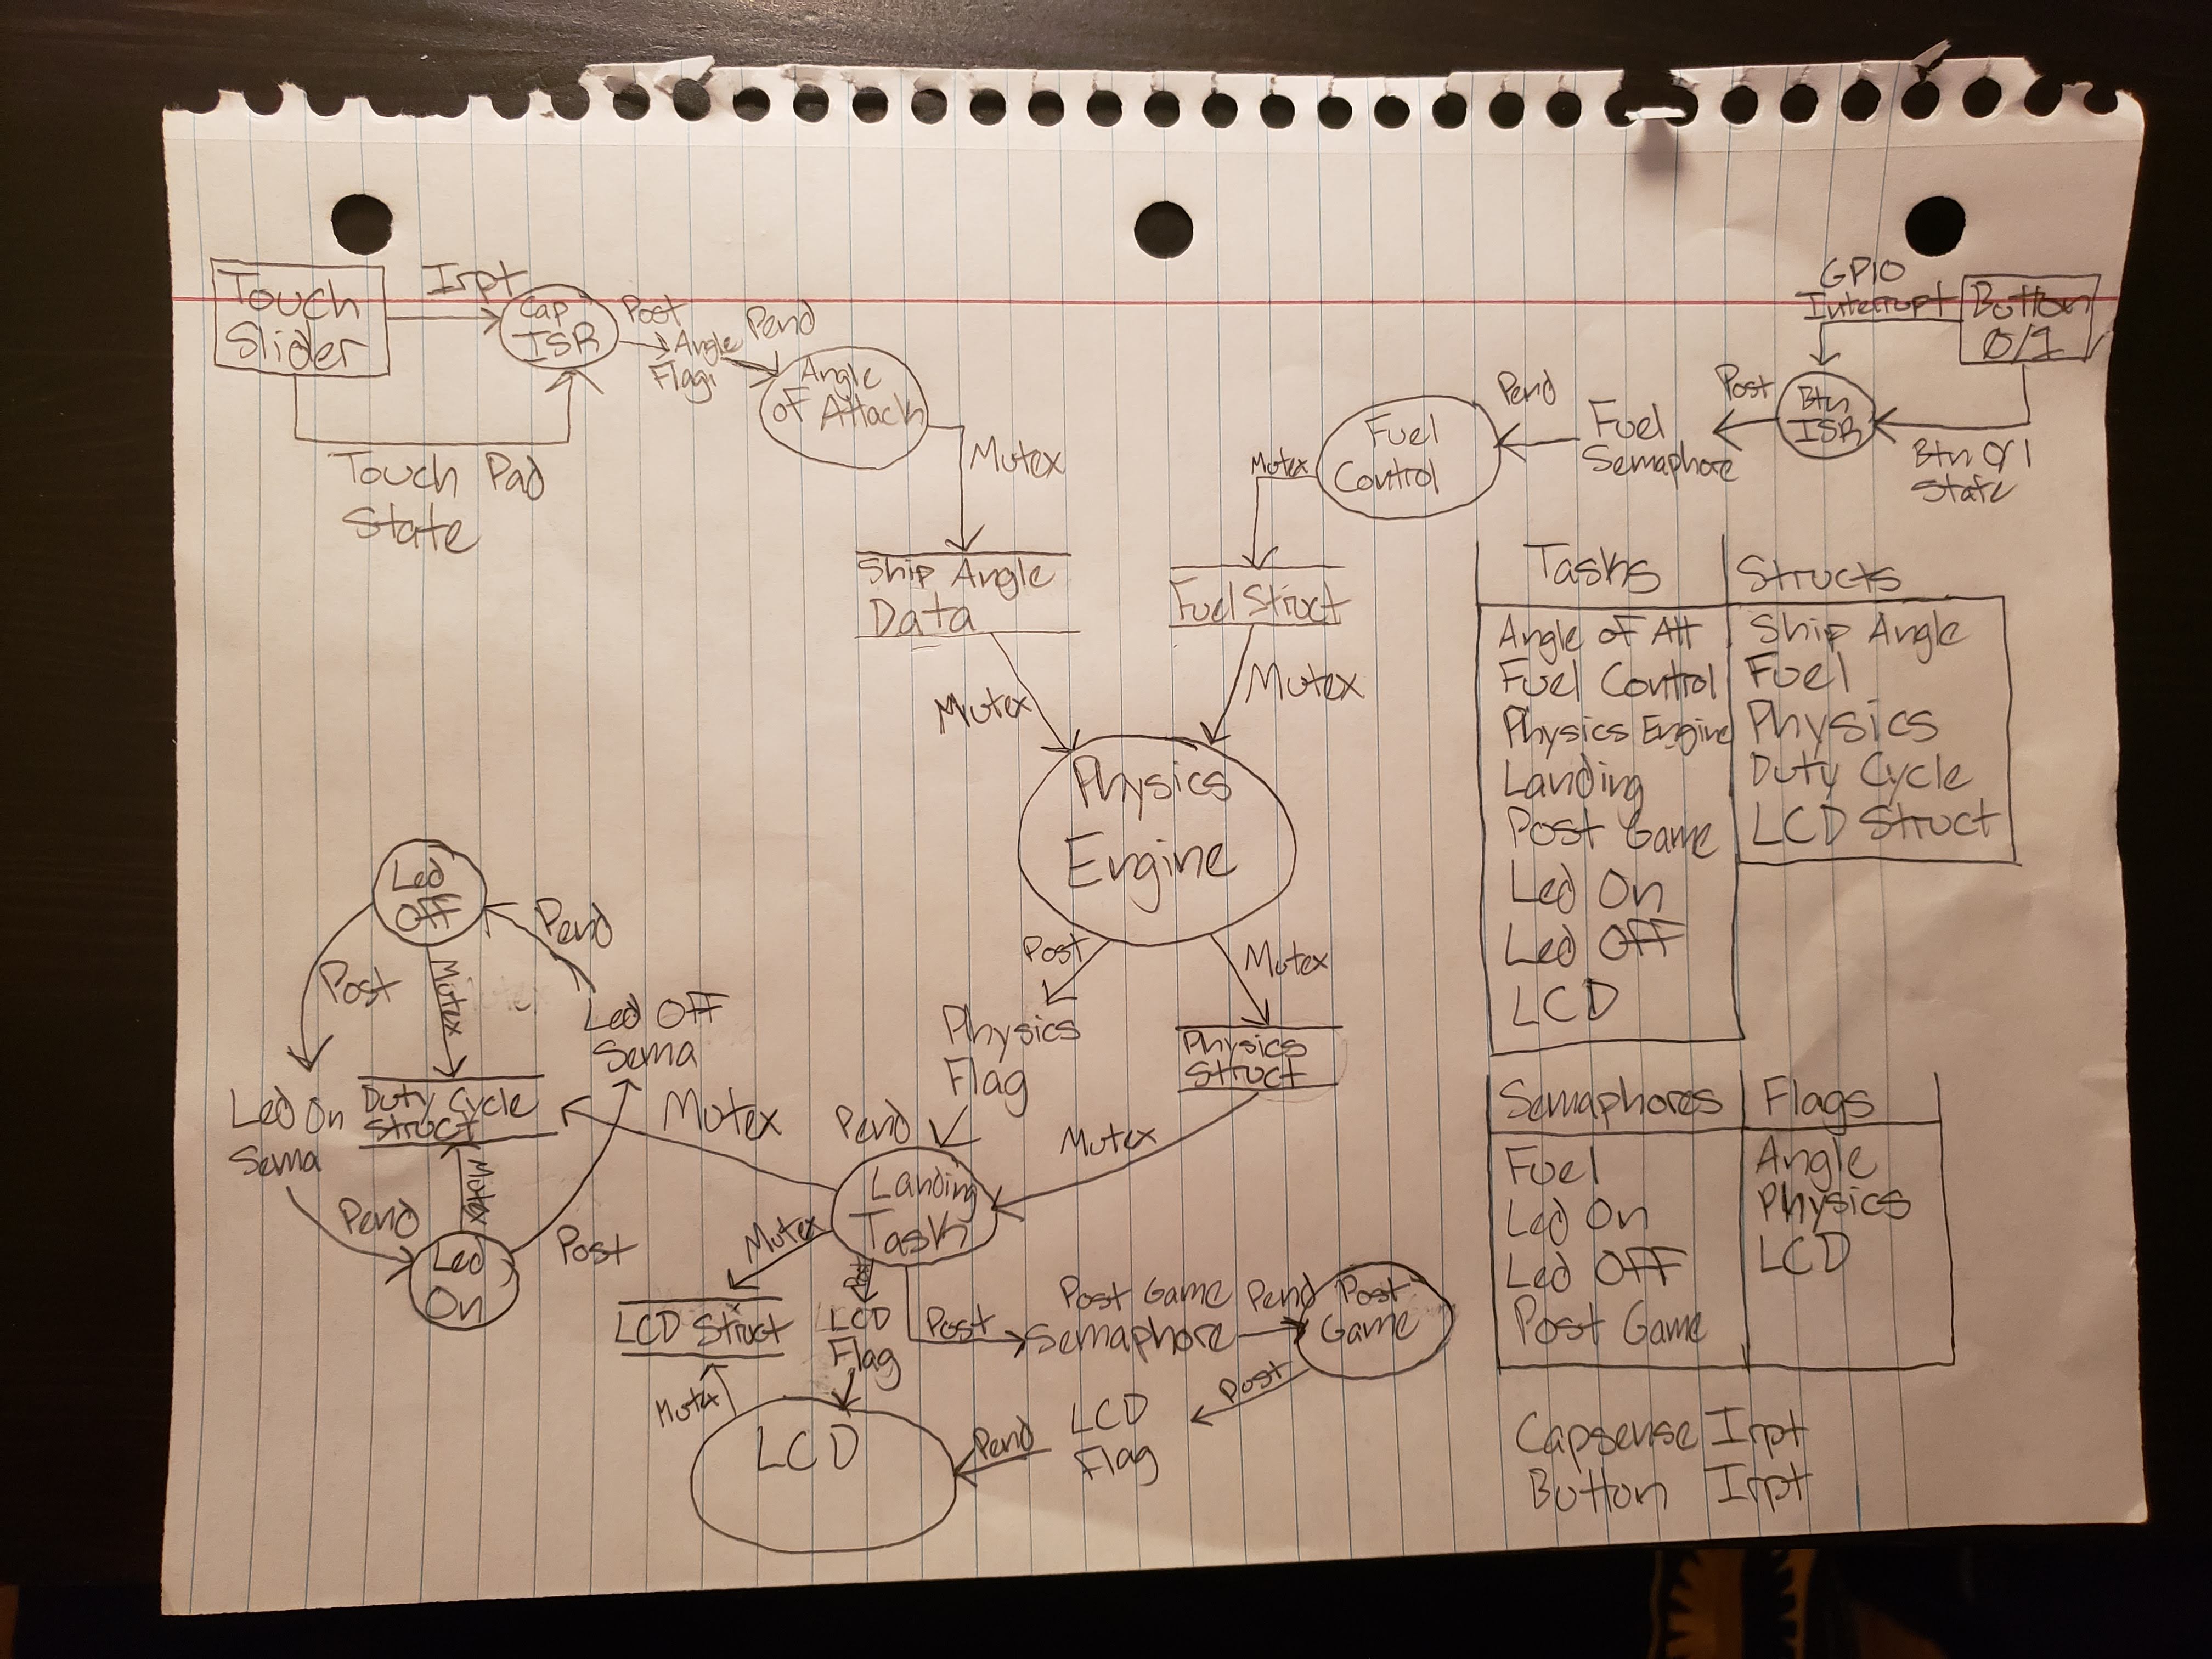 Touch
Slider
Irpt
Cap
ISR
Touch Pad
State
Post
Angle
Flag
Pend
Angle
of Attack
Mutex
Ship Angle
Data
Mutex
GPIO
Interrupt
Button
0/1
Btn
ISR
Btn 0/1
State
Post
Fuel
Semaphore
Pend
Fuel
Control
Mutex
Fuel Struct
Mutex
Physics
Engine
Post
Physics
Flag
Pend
Mutex
Physics
Struct
Mutex
Led
Off
Post
Pend
Mutex
Led Off
Sema
Duty Cycle
Struct
Led On
Sema
Pend
Mutex
Led
On
Post
Mutex
Landing
Task
Mutex
LCD Struct
Mutex
LCD
Flag
LCD
Post
Post Game
Semaphore
Pend
Post
Game
Post
LCD
Flag
Pend
Tasks
Structs
Angle of Att
Ship Angle
Fuel Control
Fuel
Physics Engine
Physics
Landing
Duty Cycle
Post Game
LCD Struct
Led On
Led Off
LCD
Semaphores
Flags
Fuel
Angle
Led On
Physics
Led Off
LCD
Post Game
Capsense Irpt
Button Irpt